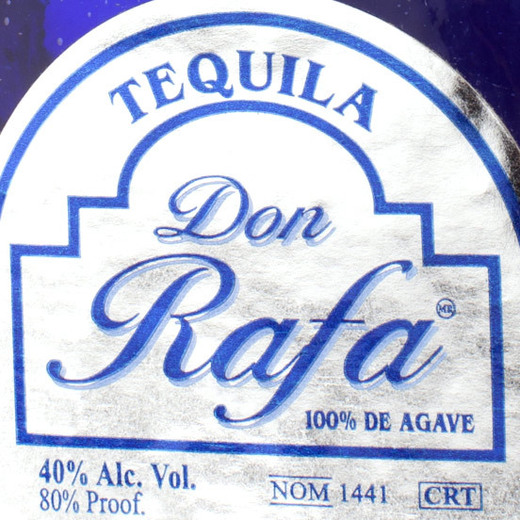 TEQUILA
Don
Rafa MR
100% DE AGAVE
40% Alc. Vol.
80% Proof.
NOM 1441 CRT